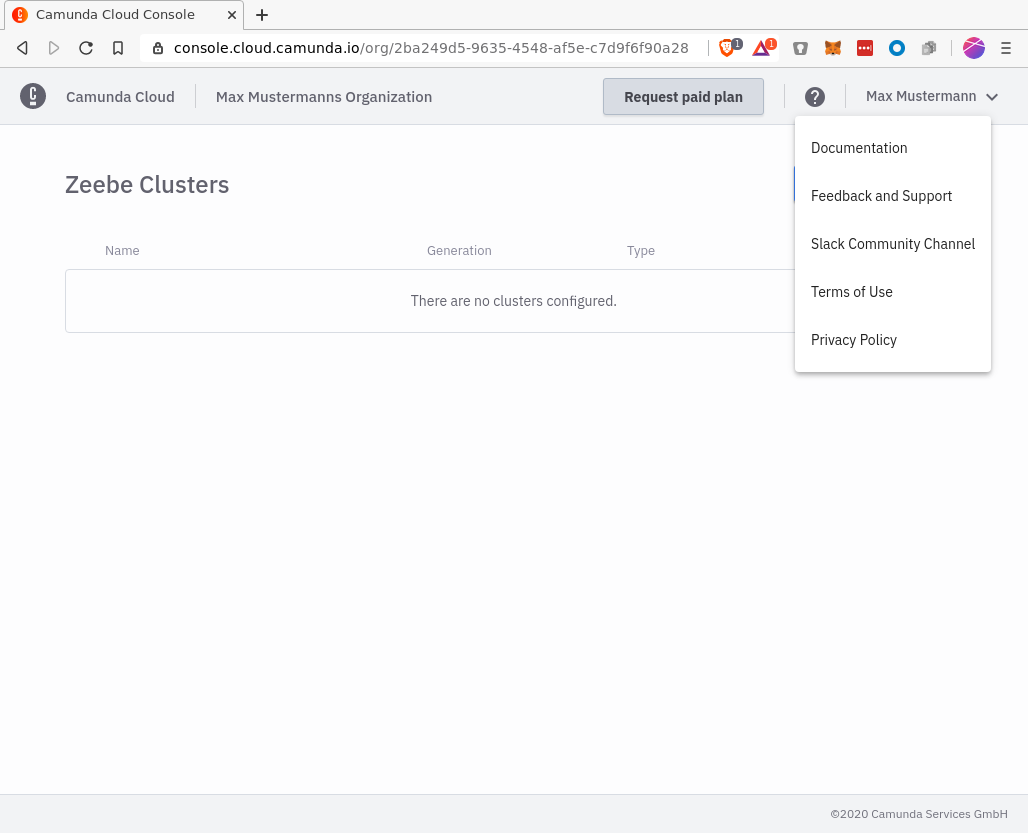 Camunda Cloud Console
console.cloud.camunda.io/org/2ba249d5-9635-4548-af5e-c7d9f6f90a28
1
1
Camunda Cloud
Max Mustermanns Organization
Request paid plan
Max Mustermann
Documentation
Feedback and Support
Slack Community Channel
Terms of Use
Privacy Policy
Zeebe Clusters
Name
Generation
Type
There are no clusters configured.
©2020 Camunda Services GmbH